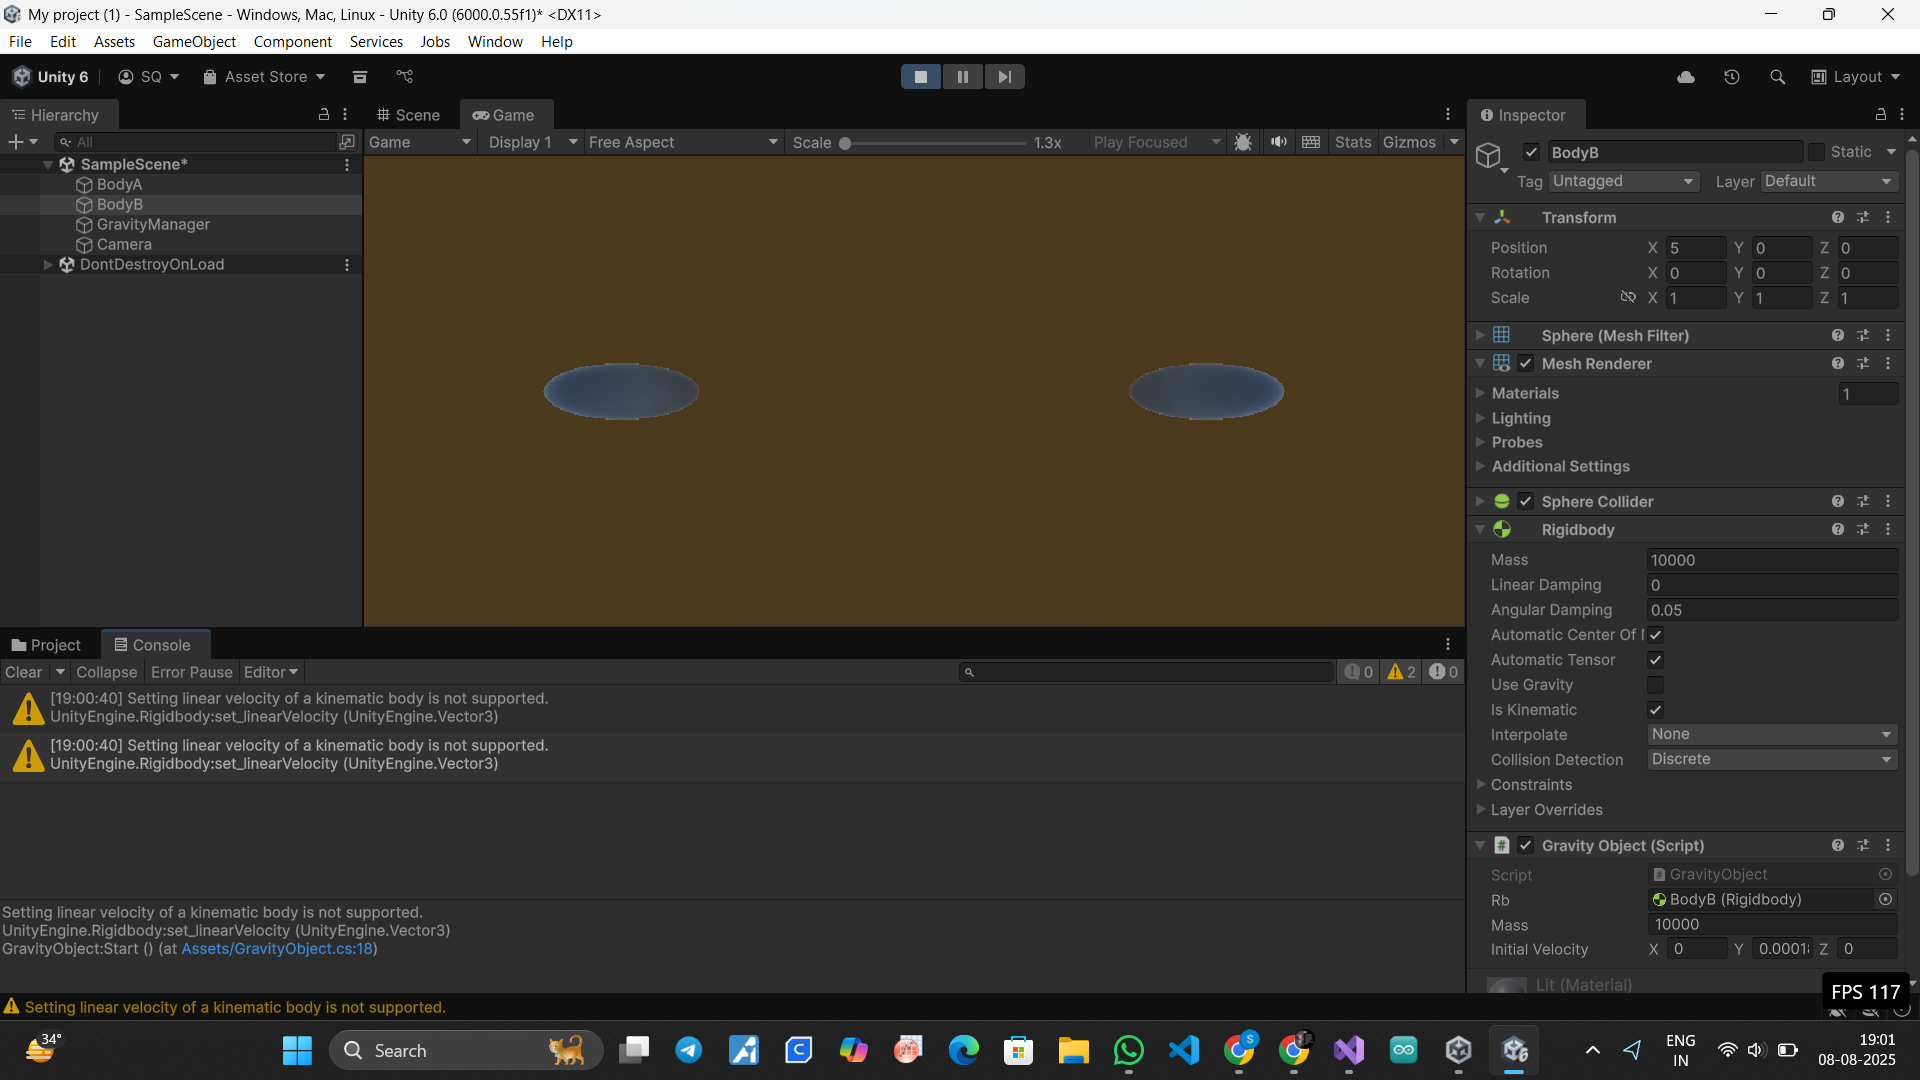 My project (1) - SampleScene - Windows, Mac, Linux - Unity 6.0 (6000.0.55f1)* <DX11>
File Edit Assets GameObject Component Services Jobs Window Help
Unity 6 SQ Asset Store Layout
Hierarchy Scene Game Inspector
All Game Display 1 Free Aspect Scale 1.3x Play Focused Stats Gizmos
SampleScene*
BodyA
BodyB
GravityManager
Camera
DontDestroyOnLoad
BodyB Static
Tag Untagged Layer Default
Transform
Position X 5 Y 0 Z 0
Rotation X 0 Y 0 Z 0
Scale X 1 Y 1 Z 1
Sphere (Mesh Filter)
Mesh Renderer
Materials 1
Lighting
Probes
Additional Settings
Sphere Collider
Rigidbody
Mass 10000
Linear Damping 0
Angular Damping 0.05
Automatic Center Of
Automatic Tensor
Use Gravity
Is Kinematic
Interpolate None
Collision Detection Discrete
Constraints
Layer Overrides
# Gravity Object (Script)
Script # GravityObject
Rb BodyB (Rigidbody)
Mass 10000
Initial Velocity X 0 Y 0.0001 Z 0
Lit (Material)
FPS 117
Project Console
Clear Collapse Error Pause Editor 0 2 0
[19:00:40] Setting linear velocity of a kinematic body is not supported.
UnityEngine.Rigidbody:set_linearVelocity (UnityEngine.Vector3)
[19:00:40] Setting linear velocity of a kinematic body is not supported.
UnityEngine.Rigidbody:set_linearVelocity (UnityEngine.Vector3)
Setting linear velocity of a kinematic body is not supported.
UnityEngine.Rigidbody:set_linearVelocity (UnityEngine.Vector3)
GravityObject:Start () (at Assets/GravityObject.cs:18)
Setting linear velocity of a kinematic body is not supported.
34°
Search
ENG
IN
19:01
08-08-2025